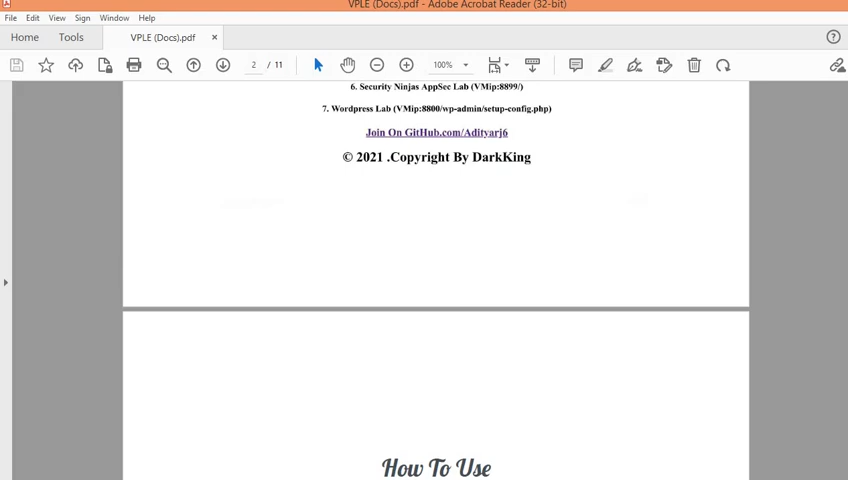 VPLE (Docs).pdf - Adobe Acrobat Reader (32-bit)
File Edit View Sign Window Help
Home Tools VPLE (Docs).pdf ×
2 / 11 100%
6. Security Ninjas AppSec Lab (VMip:8899/)
7. Wordpress Lab (VMip:8800/wp-admin/setup-config.php)
Join On GitHub.com/Adityarj6
© 2021 .Copyright By DarkKing
How To Use